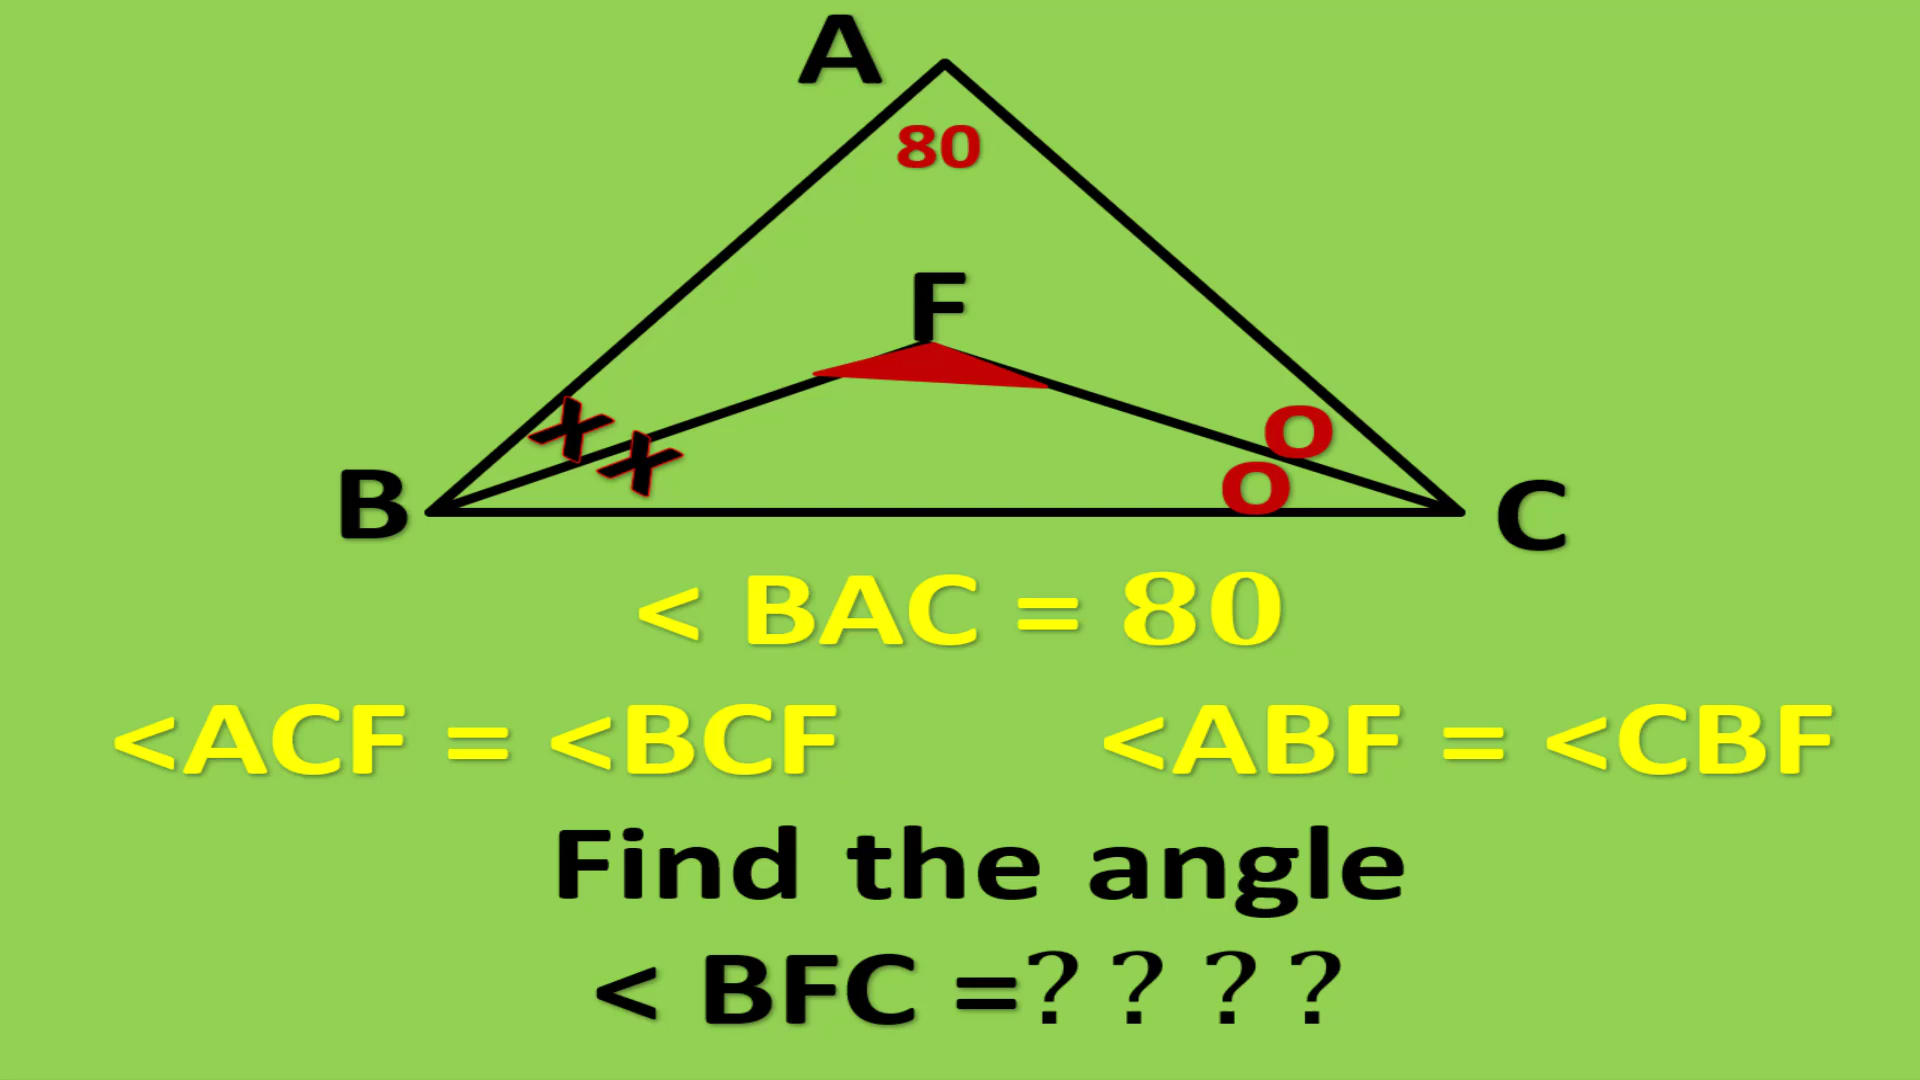 A
80
F
X
X
O
O
B
C
< BAC = 80
<ACF = <BCF <ABF = <CBF
Find the angle
< BFC =? ? ? ?